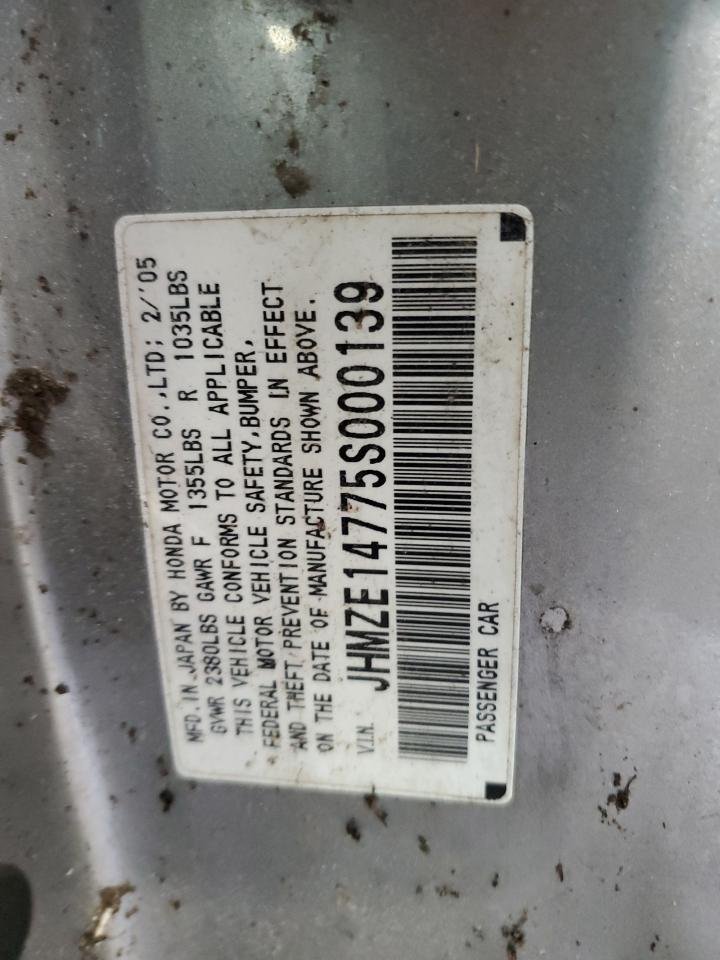 MFD. IN JAPAN BY HONDA MOTOR CO.,LTD; 2/'05
GVWR 2380LBS GAWR F 1355LBS R 1035LBS
THIS VEHICLE CONFORMS TO ALL APPLICABLE
FEDERAL MOTOR VEHICLE SAFETY,BUMPER,
AND THEFT PREVENTION STANDARDS IN EFFECT
ON THE DATE OF MANUFACTURE SHOWN ABOVE.
V.I.N. JHMZE14775S000139
PASSENGER CAR